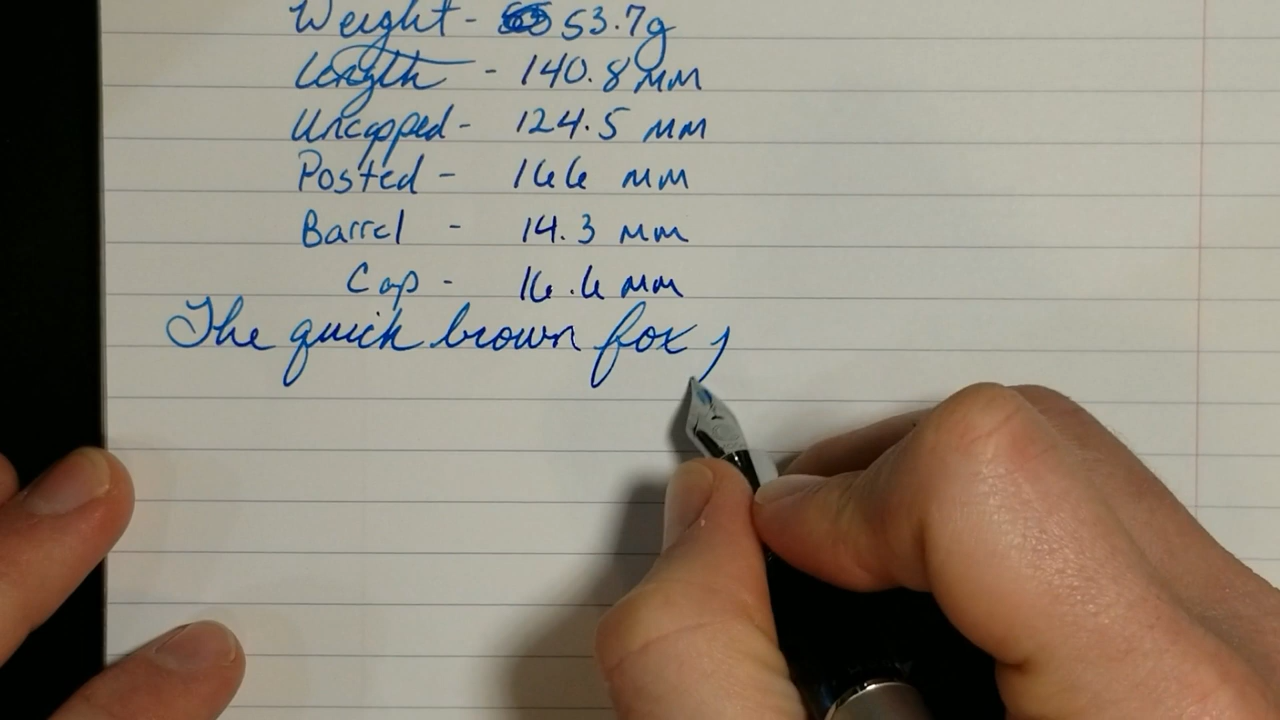 Weight - 53.7g
Length - 140.8 mm
Uncapped - 124.5 mm
Posted - 166 mm
Barrel - 14.3 mm
Cap - 16.6 mm
The quick brown fox j